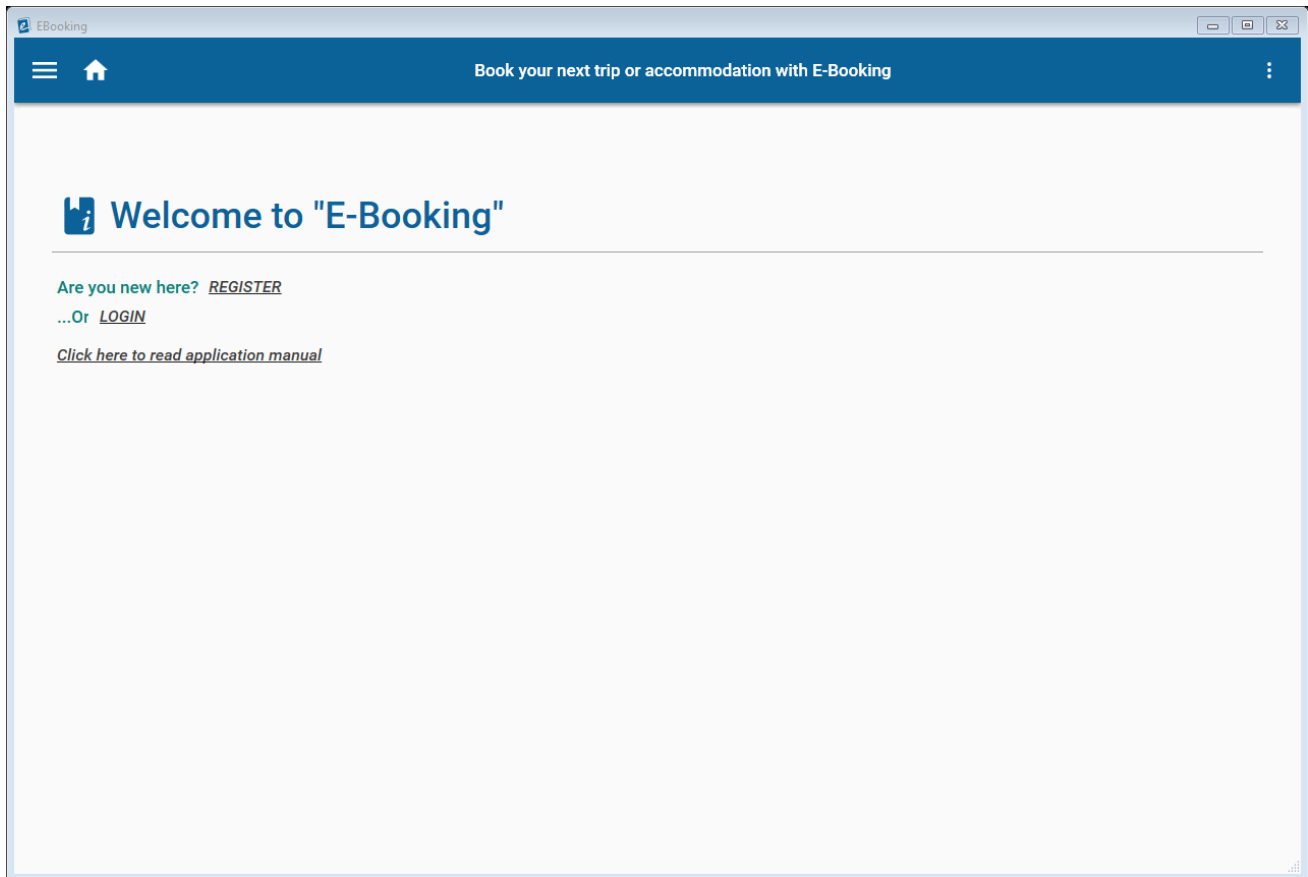 EBooking
Book your next trip or accommodation with E-Booking
Welcome to "E-Booking"
Are you new here? REGISTER
...Or LOGIN
Click here to read application manual